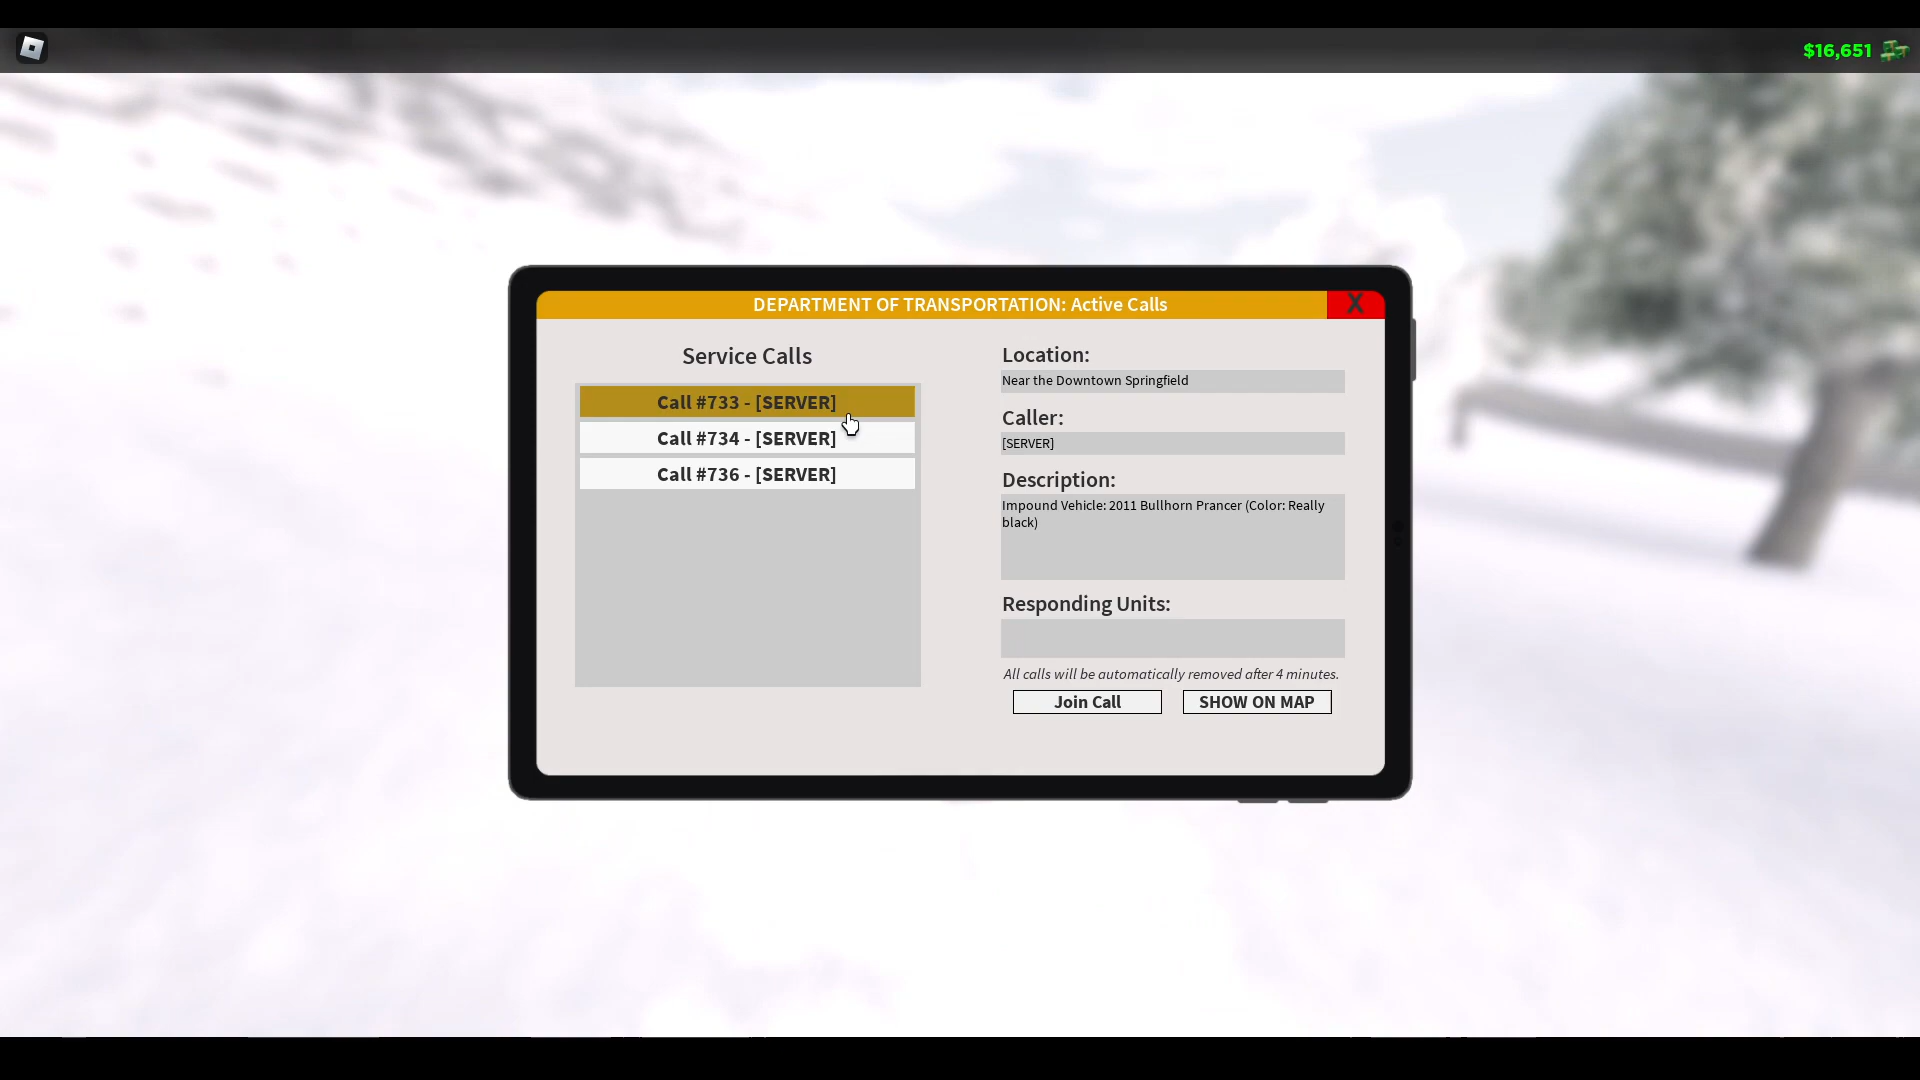 $16,651
DEPARTMENT OF TRANSPORTATION: Active Calls
X
Service Calls
Call #733 - [SERVER]
Call #734 - [SERVER]
Call #736 - [SERVER]
Location:
Near the Downtown Springfield
Caller:
[SERVER]
Description:
Impound Vehicle: 2011 Bullhorn Prancer (Color: Really
black)
Responding Units:
All calls will be automatically removed after 4 minutes.
Join Call
SHOW ON MAP